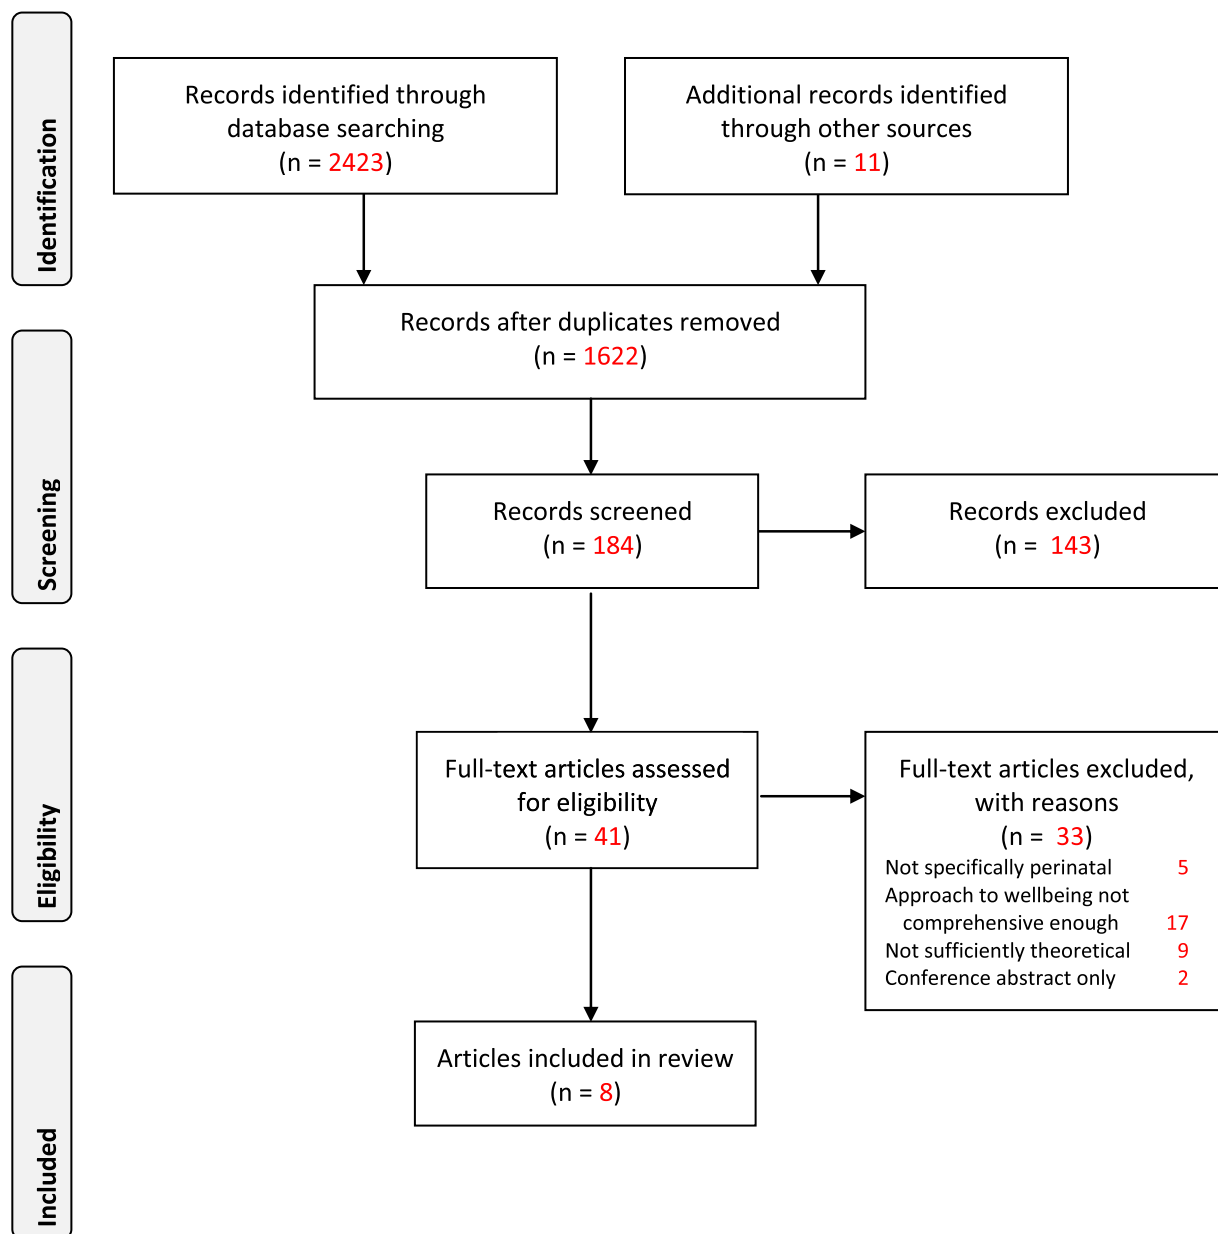 Identification
Records identified through
database searching
(n = 2423)
Additional records identified
through other sources
(n = 11)
Records after duplicates removed
(n = 1622)
Screening
Records screened
(n = 184)
Records excluded
(n =  143)
Eligibility
Full-text articles assessed
for eligibility
(n = 41)
Full-text articles excluded,
with reasons
(n =  33)
Not specifically perinatal 5
Approach to wellbeing not
comprehensive enough 17
Not sufficiently theoretical 9
Conference abstract only 2
Included
Articles included in review
(n = 8)